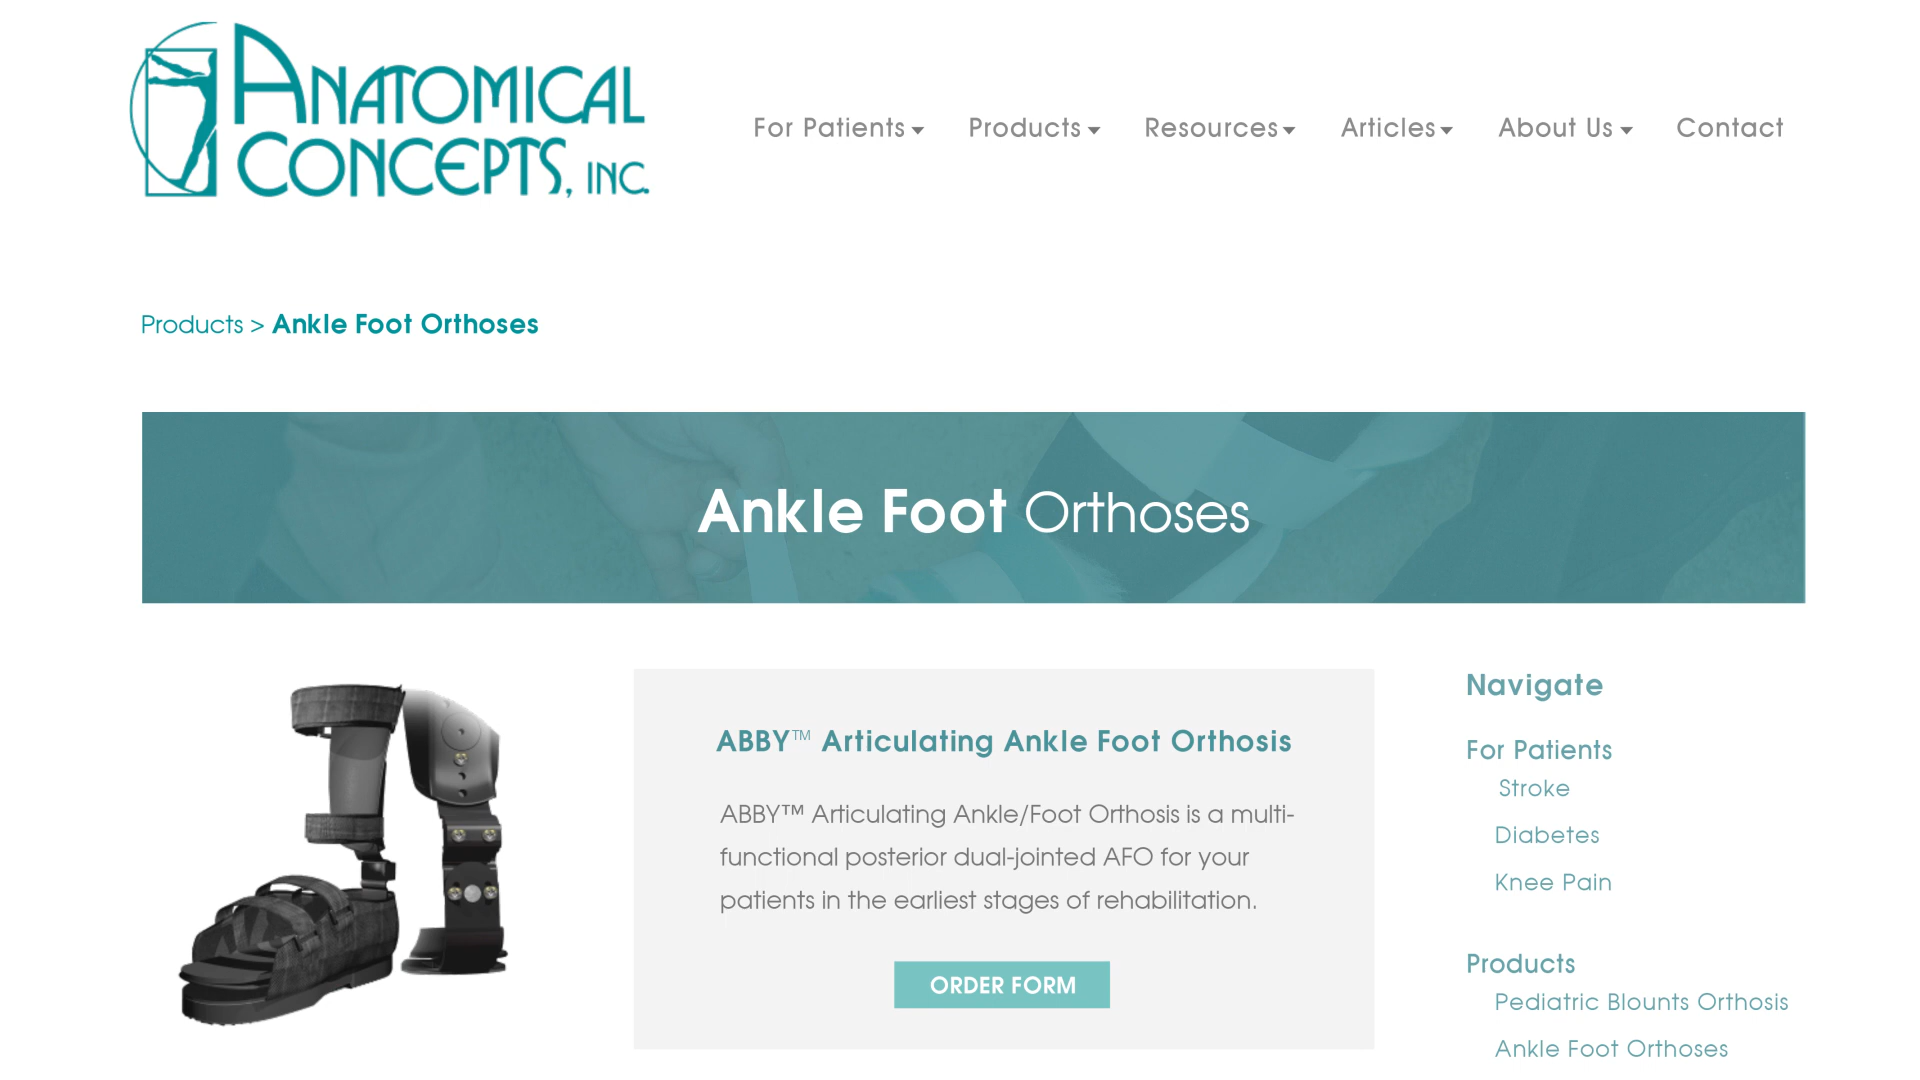 ANATOMICAL
CONCEPTS, INC.
For Patients
Products
Resources
Articles
About Us
Contact
Products > Ankle Foot Orthoses
Ankle Foot Orthoses
ABBY™ Articulating Ankle Foot Orthosis
ABBY™ Articulating Ankle/Foot Orthosis is a multi-
functional posterior dual-jointed AFO for your
patients in the earliest stages of rehabilitation.
ORDER FORM
Navigate
For Patients
Stroke
Diabetes
Knee Pain
Products
Pediatric Blounts Orthosis
Ankle Foot Orthoses